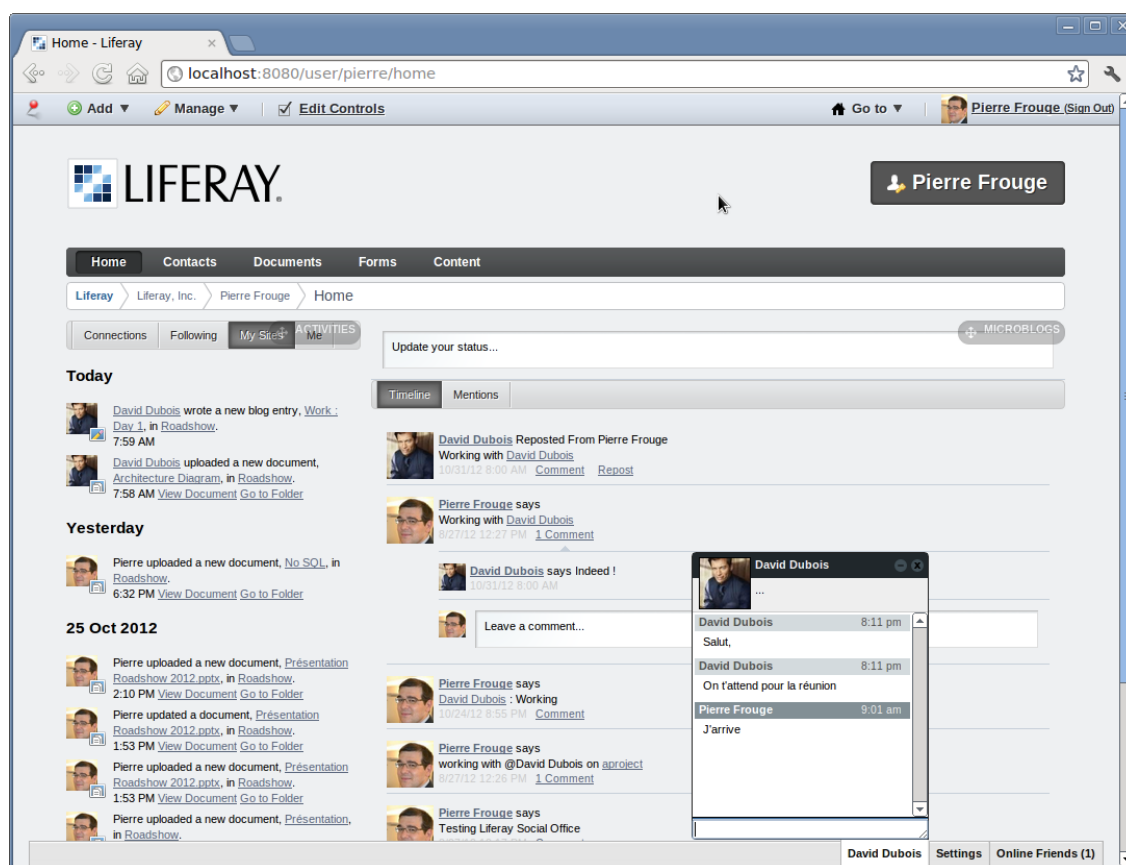 Home - Liferay
localhost:8080/user/pierre/home
Add Manage Edit Controls Go to Pierre Frouge (Sign Out)
LIFERAY.
Pierre Frouge
Home Contacts Documents Forms Content
Liferay Liferay, Inc. Pierre Frouge Home
Connections Following My Sites Me
ACTIVITIES
Today
David Dubois wrote a new blog entry, Work :
Day 1, in Roadshow.
7:59 AM
David Dubois uploaded a new document,
Architecture Diagram, in Roadshow.
7:58 AM View Document Go to Folder
Yesterday
Pierre uploaded a new document, No SQL, in
Roadshow.
6:32 PM View Document Go to Folder
25 Oct 2012
Pierre uploaded a new document, Présentation
Roadshow 2012.pptx, in Roadshow.
2:10 PM View Document Go to Folder
Pierre updated a document, Présentation
Roadshow 2012.pptx, in Roadshow.
1:53 PM View Document Go to Folder
Pierre uploaded a new document, Présentation
Roadshow 2012.pptx, in Roadshow.
1:53 PM View Document Go to Folder
Pierre uploaded a new document, Présentation,
in Roadshow.
MICROBLOGS
Update your status...
Timeline Mentions
David Dubois Reposted From Pierre Frouge
Working with David Dubois
10/31/12 8:00 AM Comment Repost
Pierre Frouge says
Working with David Dubois
8/27/12 12:27 PM 1 Comment
David Dubois says Indeed !
10/31/12 8:00 AM
Leave a comment...
Pierre Frouge says
David Dubois : Working
10/24/12 8:55 PM Comment
Pierre Frouge says
working with @David Dubois on aproject
8/27/12 12:26 PM 1 Comment
Pierre Frouge says
Testing Liferay Social Office
David Dubois
...
David Dubois 8:11 pm
Salut,
David Dubois 8:11 pm
On t'attend pour la réunion
Pierre Frouge 9:01 am
J'arrive
David Dubois Settings Online Friends (1)